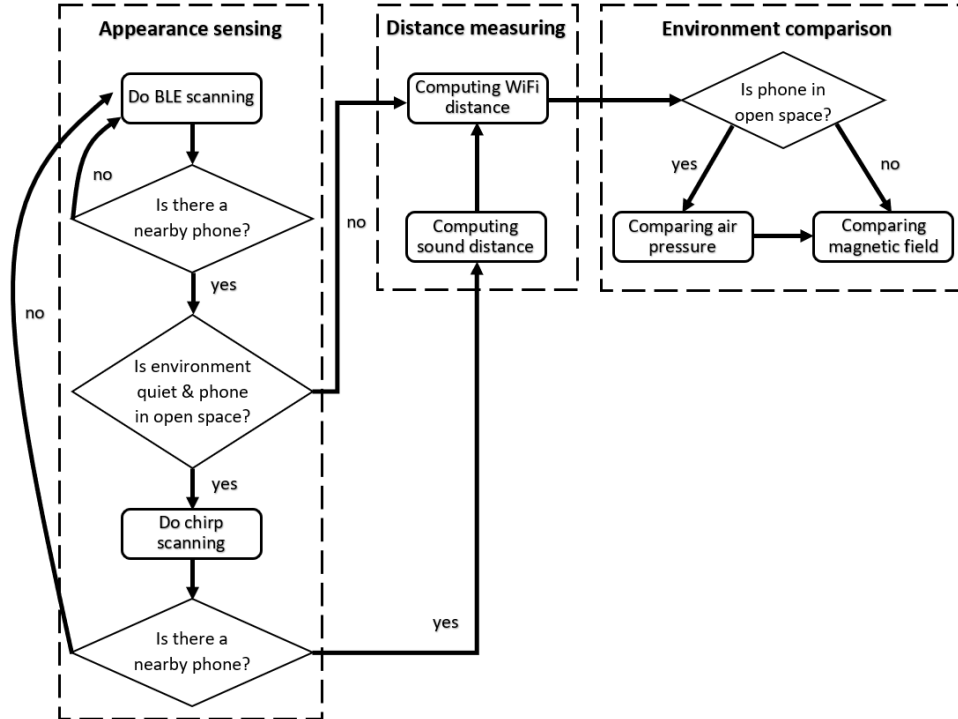 Appearance sensing
Do BLE scanning
no
Is there a
nearby phone?
yes
no
Is environment
quiet & phone
in open space?
no
yes
Do chirp
scanning
Is there a
nearby phone?
yes
Distance measuring
Computing WiFi
distance
Computing
sound distance
Environment comparison
Is phone in
open space?
yes
no
Comparing air
pressure
Comparing
magnetic field